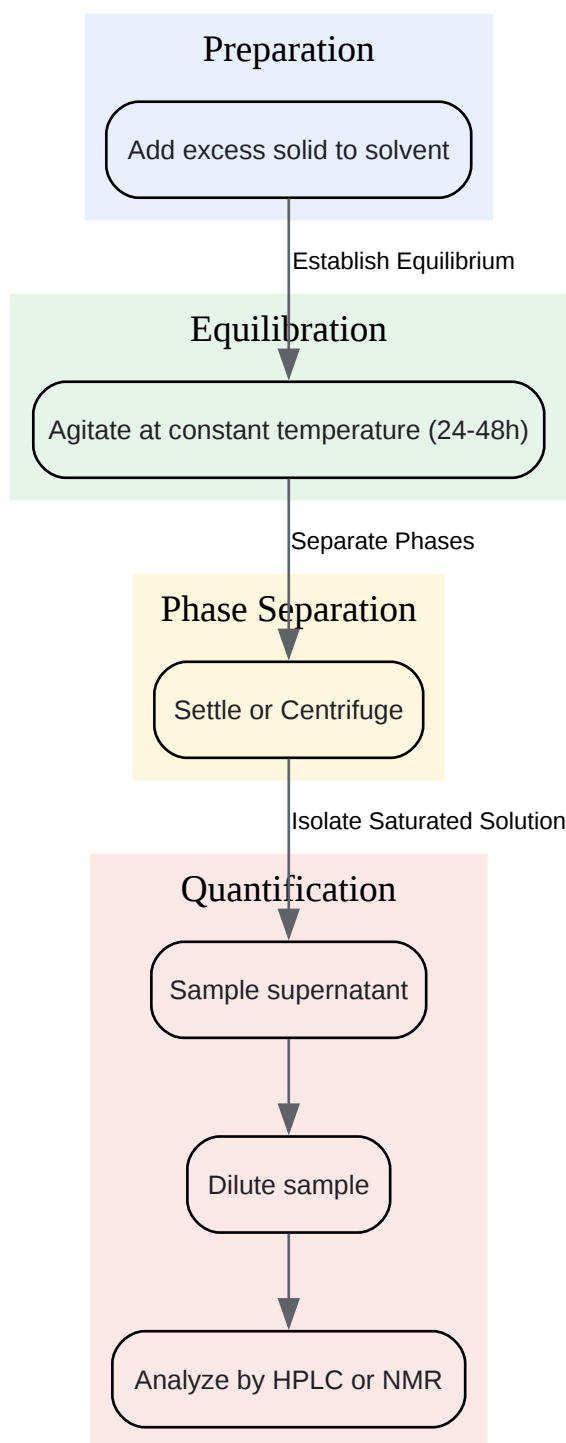 Preparation
Add excess solid to solvent
Establish Equilibrium
Equilibration
Agitate at constant temperature (24-48h)
Separate Phases
Phase Separation
Settle or Centrifuge
Isolate Saturated Solution
Quantification
Sample supernatant
Dilute sample
Analyze by HPLC or NMR